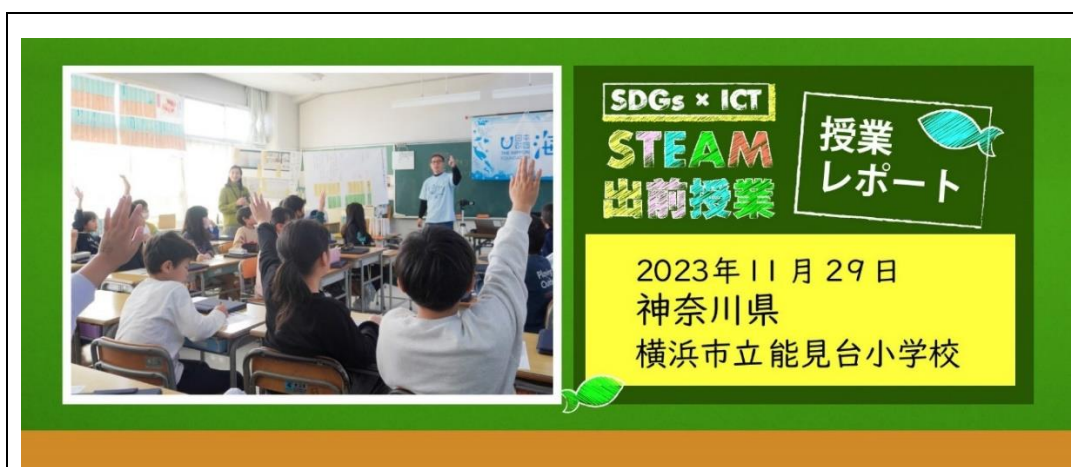 海
SDGs × ICT
STEAM
出前授業
授業
レポート
2023年11月29日
神奈川県
横浜市立能見台小学校